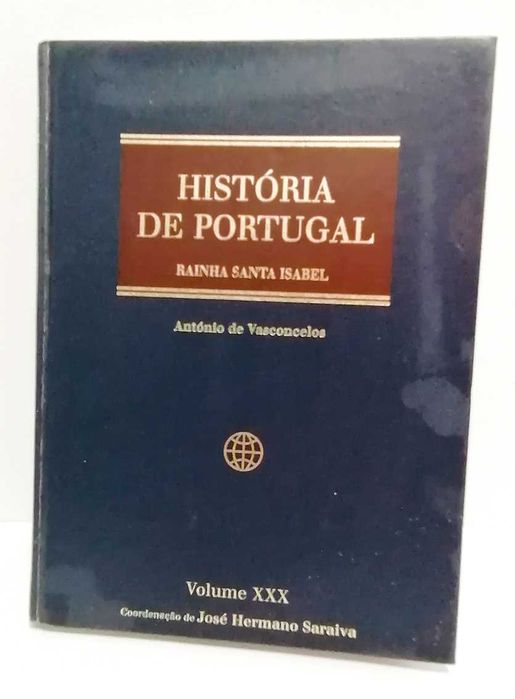 HISTÓRIA
DE PORTUGAL
RAINHA SANTA ISABEL
António de Vasconcelos
Volume XXX
Coordenação de José Hermano Saraiva